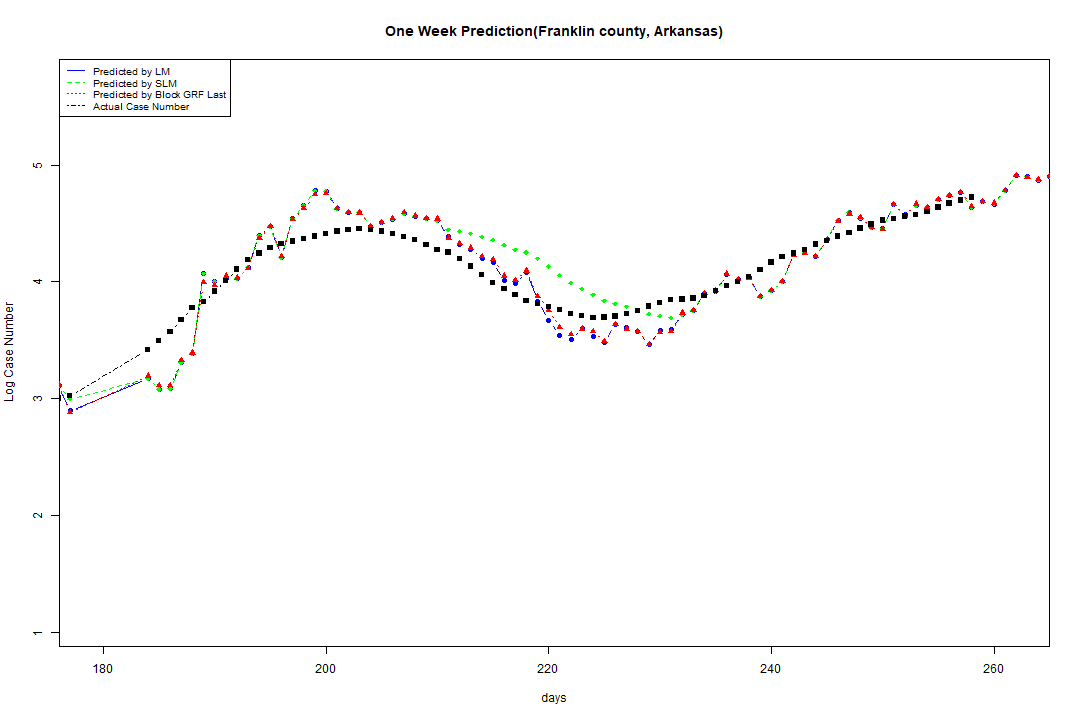 One Week Prediction(Franklin county, Arkansas)
Predicted by LM
Predicted by SLM
Predicted by Block GRF Last
Actual Case Number
5
4
3
2
1
Log Case Number
180 200 220 240 260
days